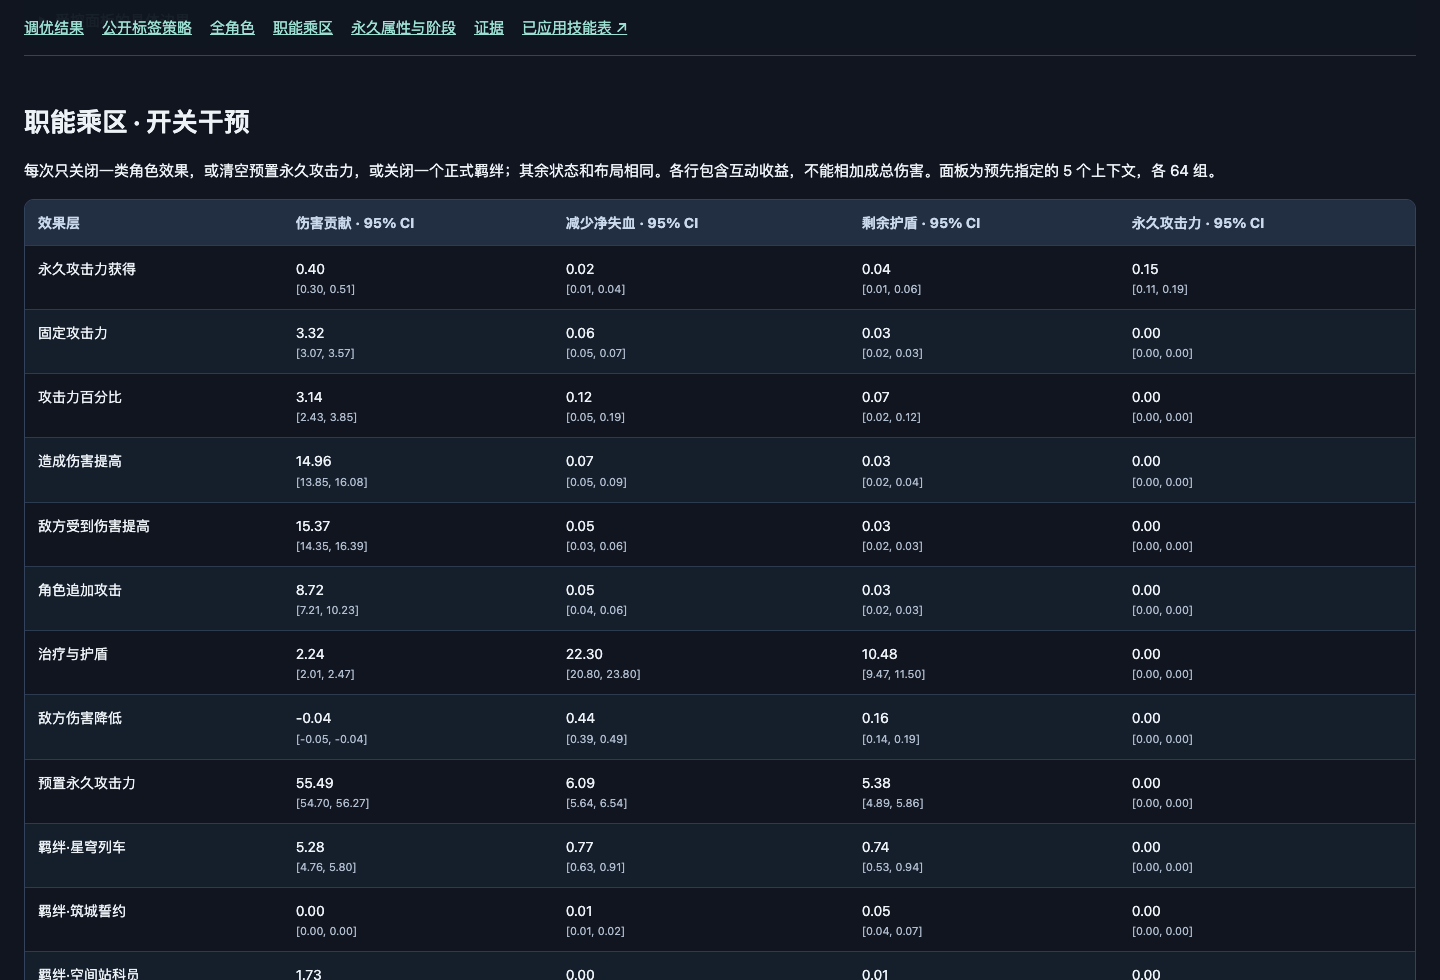 调优结果 公开标签策略 全角色 职能乘区 永久属性与阶段 证据 已应用技能表 ↗
职能乘区 · 开关干预
每次只关闭一类角色效果，或清空预置永久攻击力，或关闭一个正式羁绊；其余状态和布局相同。各行包含互动收益，不能相加成总伤害。面板为预先指定的 5 个上下文，各 64 组。
效果层 伤害贡献 · 95% CI 减少净失血 · 95% CI 剩余护盾 · 95% CI 永久攻击力 · 95% CI
永久攻击力获得 0.40 0.02 0.04 0.15
[0.30, 0.51] [0.01, 0.04] [0.01, 0.06] [0.11, 0.19]
固定攻击力 3.32 0.06 0.03 0.00
[3.07, 3.57] [0.05, 0.07] [0.02, 0.03] [0.00, 0.00]
攻击力百分比 3.14 0.12 0.07 0.00
[2.43, 3.85] [0.05, 0.19] [0.02, 0.12] [0.00, 0.00]
造成伤害提高 14.96 0.07 0.03 0.00
[13.85, 16.08] [0.05, 0.09] [0.02, 0.04] [0.00, 0.00]
敌方受到伤害提高 15.37 0.05 0.03 0.00
[14.35, 16.39] [0.03, 0.06] [0.02, 0.03] [0.00, 0.00]
角色追加攻击 8.72 0.05 0.03 0.00
[7.21, 10.23] [0.04, 0.06] [0.02, 0.03] [0.00, 0.00]
治疗与护盾 2.24 22.30 10.48 0.00
[2.01, 2.47] [20.80, 23.80] [9.47, 11.50] [0.00, 0.00]
敌方伤害降低 -0.04 0.44 0.16 0.00
[-0.05, -0.04] [0.39, 0.49] [0.14, 0.19] [0.00, 0.00]
预置永久攻击力 55.49 6.09 5.38 0.00
[54.70, 56.27] [5.64, 6.54] [4.89, 5.86] [0.00, 0.00]
羁绊·星穹列车 5.28 0.77 0.74 0.00
[4.76, 5.80] [0.63, 0.91] [0.53, 0.94] [0.00, 0.00]
羁绊·筑城誓约 0.00 0.01 0.05 0.00
[0.00, 0.00] [0.01, 0.02] [0.04, 0.07] [0.00, 0.00]
羁绊·空间站科员 1.73 0.00 0.01 0.00